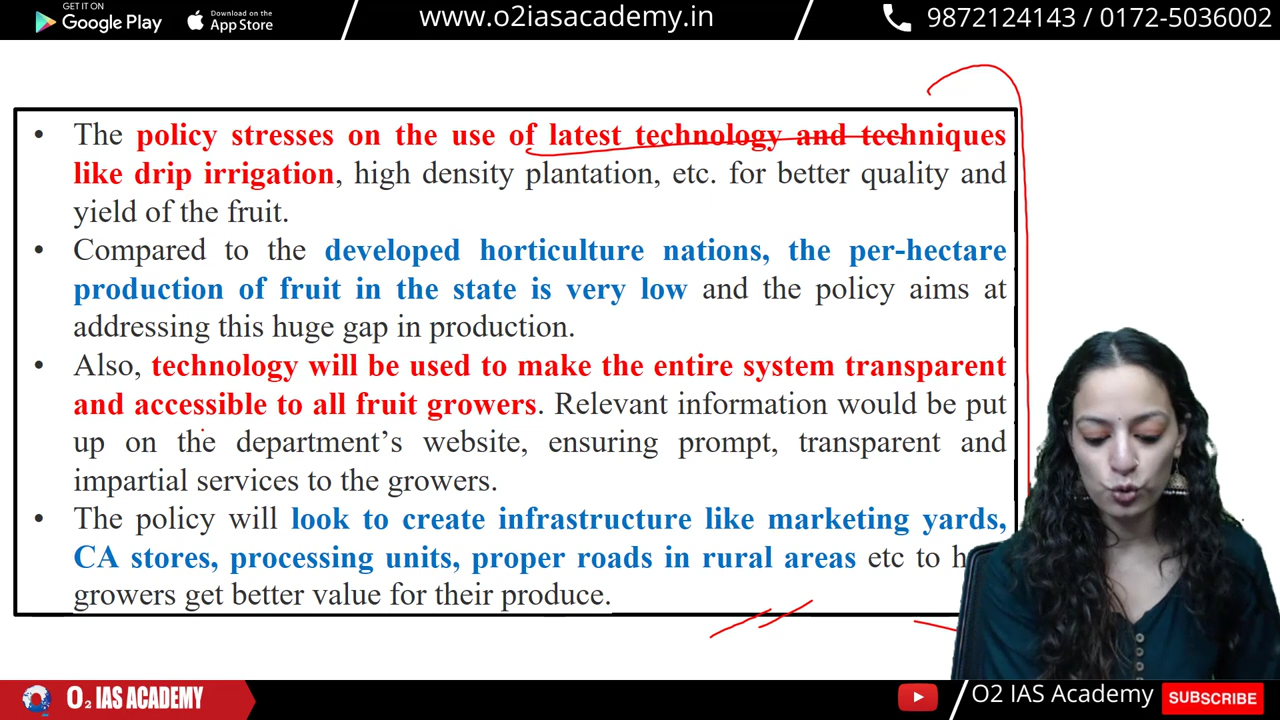 GET IT ON
Google Play
Download on the
App Store
www.o2iasacademy.in
9872124143 / 0172-5036002
• The policy stresses on the use of latest technology and techniques
like drip irrigation, high density plantation, etc. for better quality and
yield of the fruit.
• Compared to the developed horticulture nations, the per-hectare
production of fruit in the state is very low and the policy aims at
addressing this huge gap in production.
• Also, technology will be used to make the entire system transparent
and accessible to all fruit growers. Relevant information would be put
up on the department’s website, ensuring prompt, transparent and
impartial services to the growers.
• The policy will look to create infrastructure like marketing yards,
CA stores, processing units, proper roads in rural areas etc to
growers get better value for their produce.
O₂ IAS ACADEMY
O2 IAS Academy
SUBSCRIBE